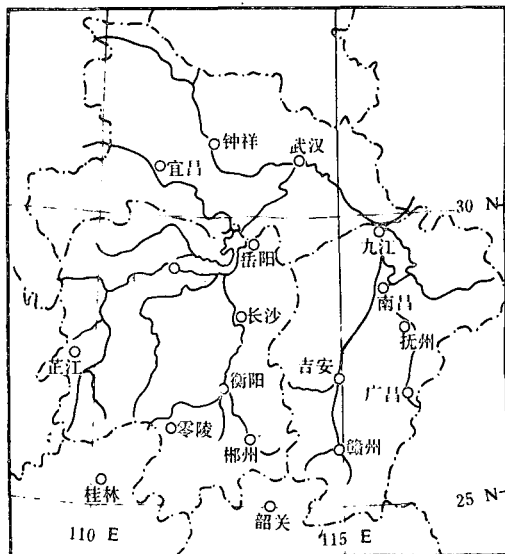 钟祥
武汉
宜昌
30 N
岳阳
九江
南昌
长沙
抚州
芷江
吉安
衡阳
广昌
零陵
郴州
赣州
桂林
韶关
25 N
110 E
115 E